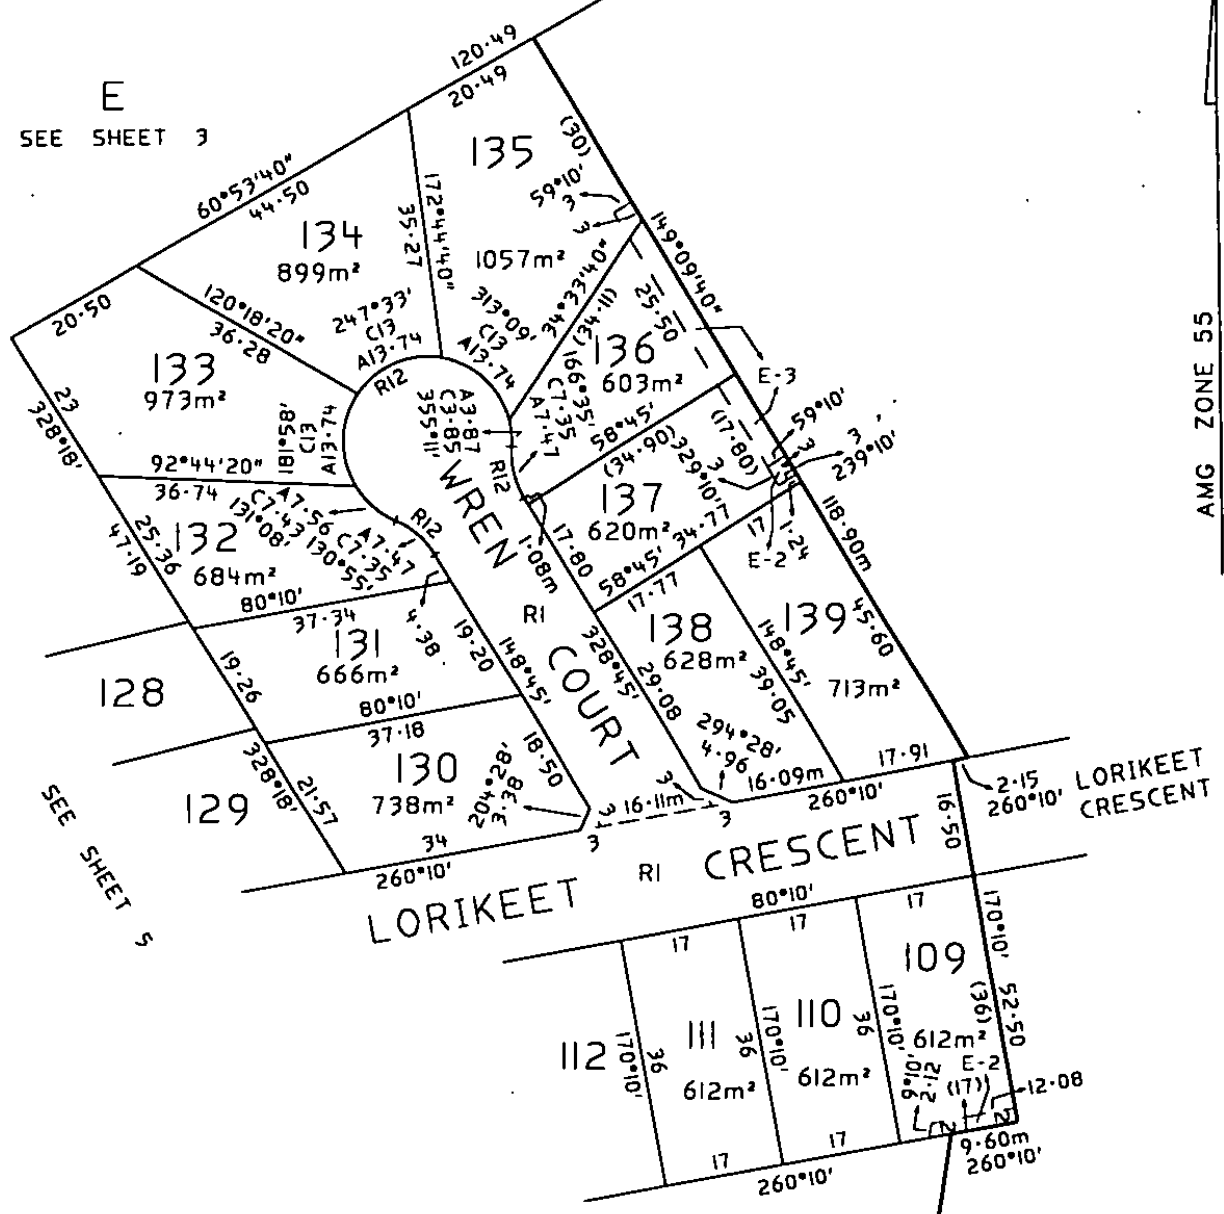 120·49
20·49
E
SEE SHEET 3
60°53'40"
44·50
135
(30)
59°10'
3
3
172°44'40"
35·27
134
899m²
1057m²
149°09'40"
20·50
120°18'20"
36·28
247°33'
C13
A13·74
313°09'
C13
A13·74
34°33'40"
(34·11)
25·50
136
603m²
E-3
AMG ZONE 55
133
973m²
23
328°18'
R12
181°58'
C13
A13·74
A3·87
C3·85
355°11'
166°35'
C7·35
A7·47
58°45'
(34·90)
(17·80)
59°10'
3
3
239°10'
329°10'
3
92°44'20"
36·74
A7·56
C7·43
131°08'
R12
R12
A7·47
C7·35
130°55'
132
684m²
25·36
47·19
WREN COURT
137
620m²
34·77
58°45'
17
1·24
E-2
118·90m
1·08m
17·80
17·77
80°10'
37·34
131
666m²
4·38
19·20
148°45'
R1
138
628m²
328°45'
29·08
148°45'
39·05
139
713m²
45·60
128
19·26
80°10'
37·18
130
738m²
18·50
204°28'
3·38
294°28'
4·96
3
16·09m
17·91
260°10'
2·15
260°10'
LORIKEET
CRESCENT
129
328°18'
21·57
34
260°10'
3
3
16·11m
3
16·50
SEE SHEET 5
LORIKEET R1 CRESCENT
80°10'
17
17
17
170°10'
52·50
109
(36)
612m²
112
170°10'
36
111
612m²
36
170°10'
110
612m²
36
170°10'
9°10'
2·12
E-2
(17)
12·08
2
2
17
17
260°10'
9·60m
260°10'